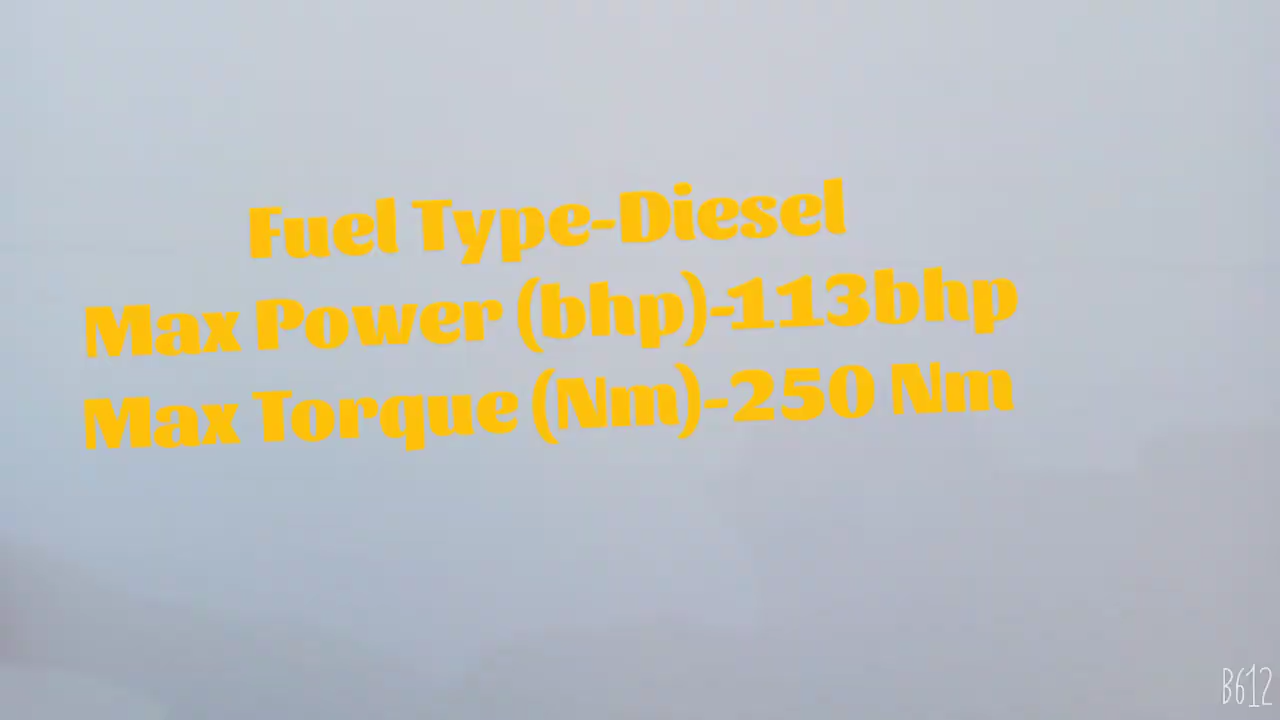 Fuel Type-Diesel
Max Power (bhp)-113bhp
Max Torque (Nm)-250 Nm
B612